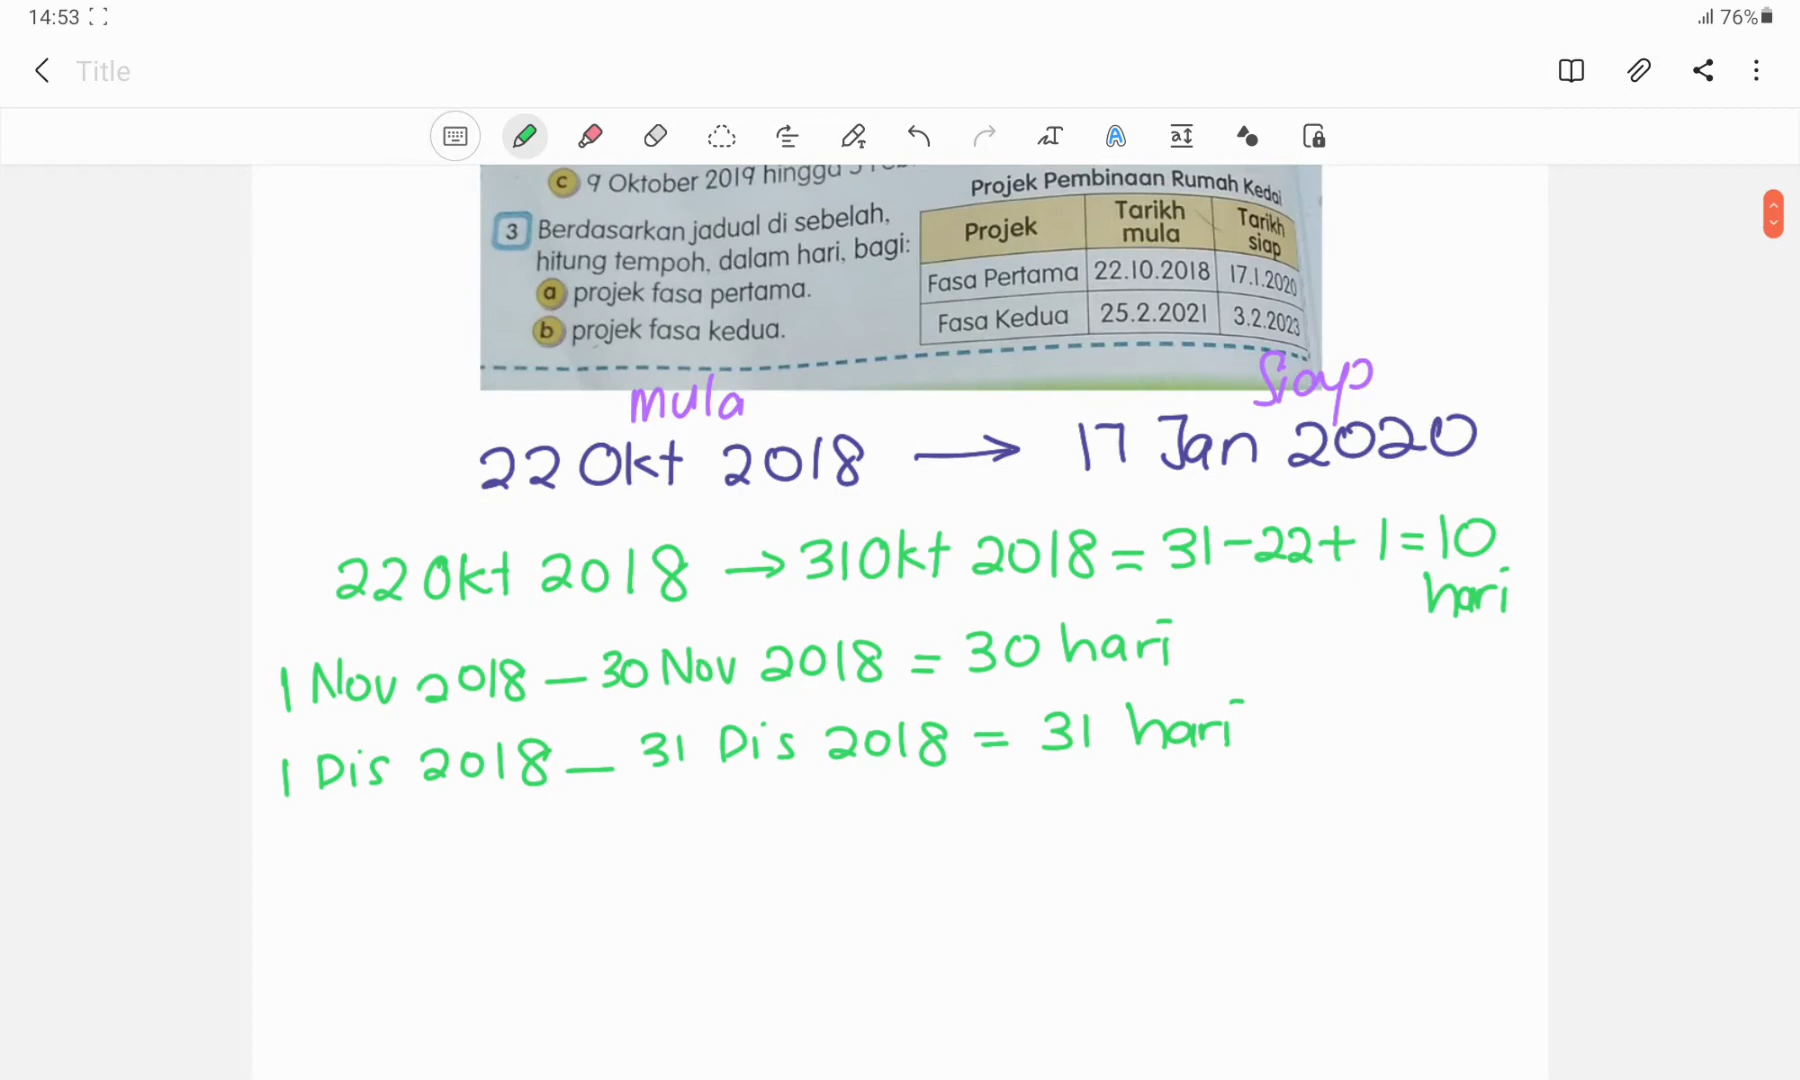 14:53
76%
Title
c 9 Oktober 2019 hingga
Projek Pembinaan Rumah Kedai
3 Berdasarkan jadual di sebelah,
hitung tempoh, dalam hari, bagi:
a projek fasa pertama.
b projek fasa kedua.
Projek Tarikh mula Tarikh siap
Fasa Pertama 22.10.2018 17.1.2020
Fasa Kedua 25.2.2021 3.2.2023
mula siap
22 Okt 2018 → 17 Jan 2020
22 Okt 2018 → 31 Okt 2018 = 31 - 22 + 1 = 10
hari
1 Nov 2018 – 30 Nov 2018 = 30 hari
1 Dis 2018 – 31 Dis 2018 = 31 hari